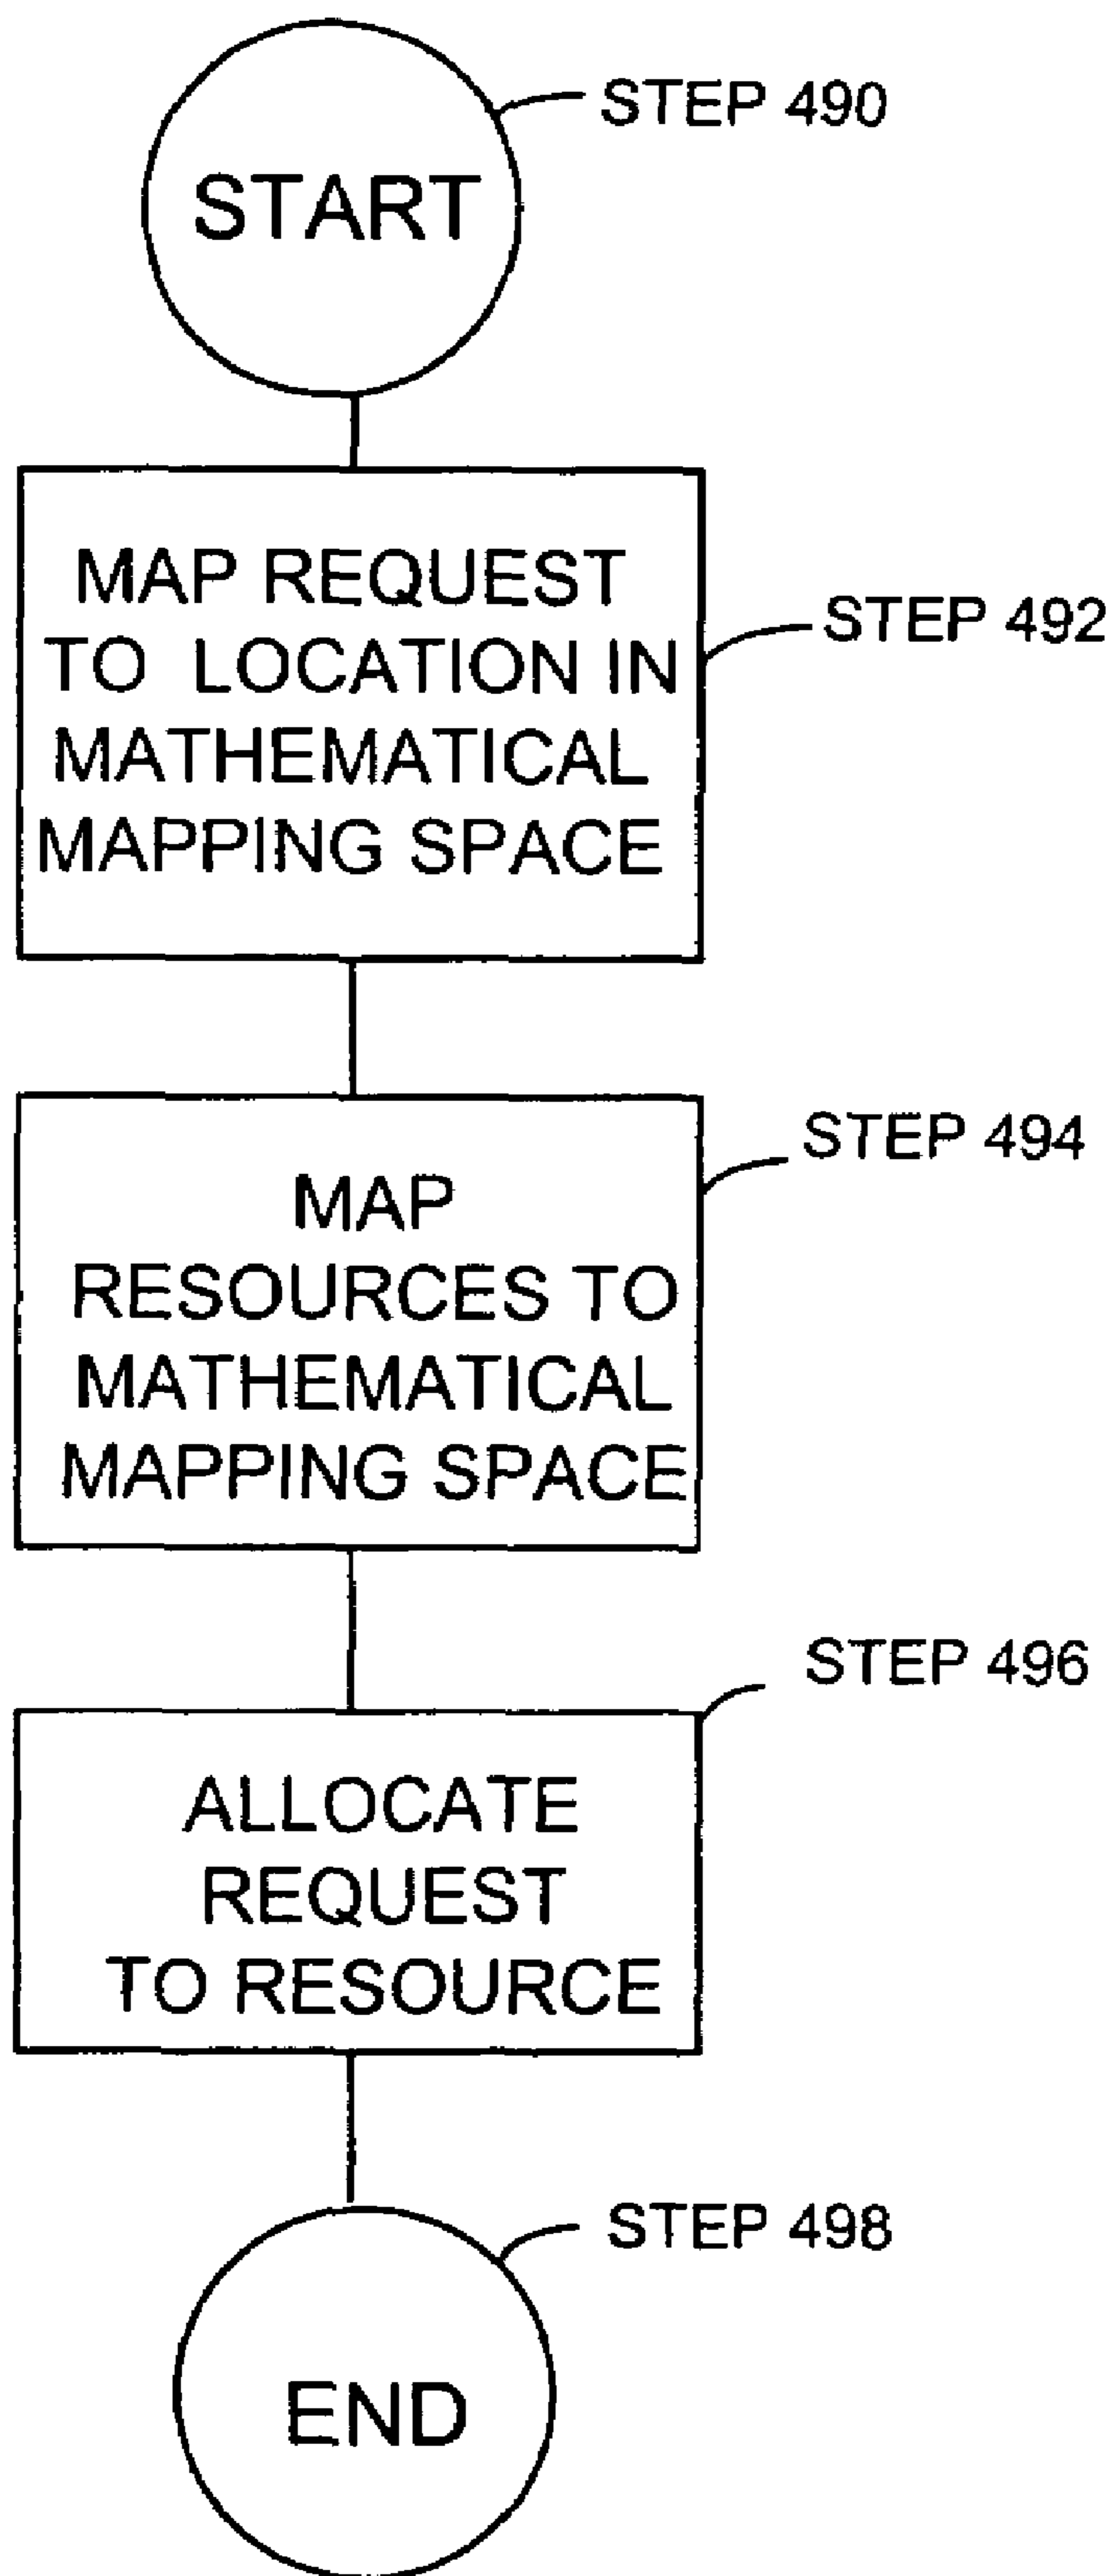 STEP 490
START
MAP REQUEST
TO LOCATION IN
MATHEMATICAL
MAPPING SPACE
STEP 492
MAP
RESOURCES TO
MATHEMATICAL
MAPPING SPACE
STEP 494
ALLOCATE
REQUEST
TO RESOURCE
STEP 496
STEP 498
END